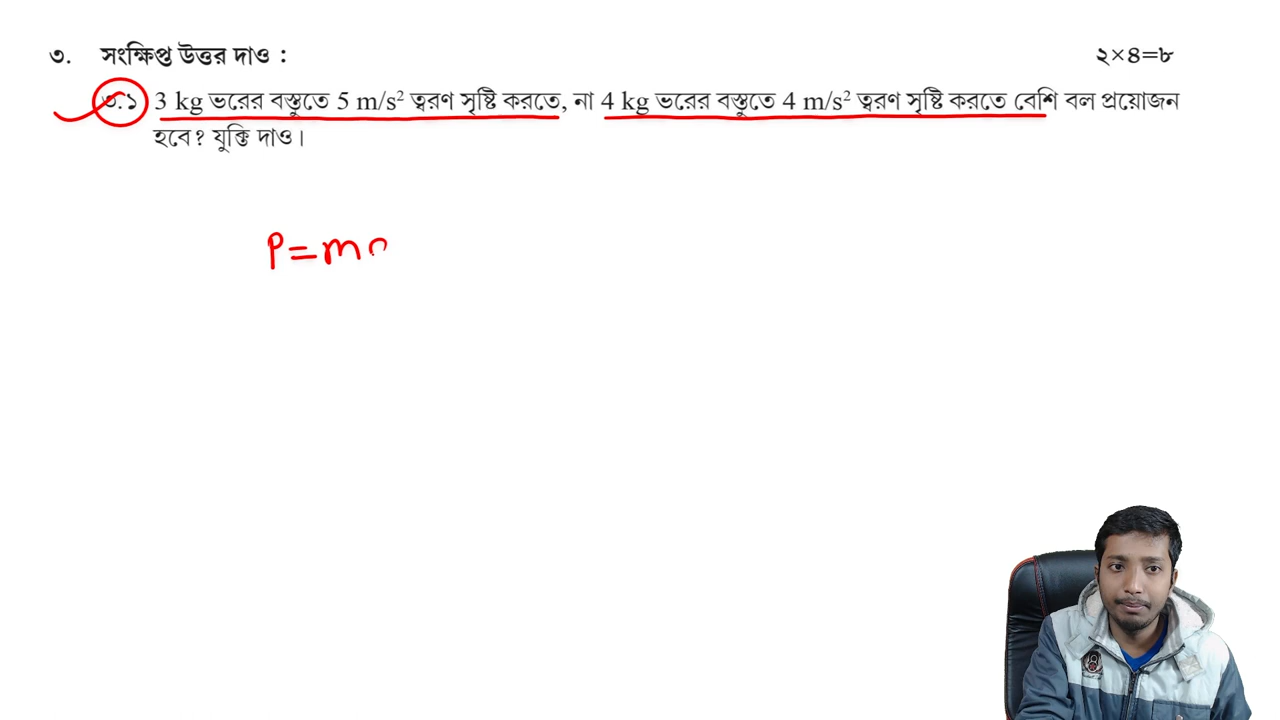 ৩. সংক্ষিপ্ত উত্তর দাও : ২×৪=৮
৩.১ 3 kg ভরের বস্তুতে 5 m/s² ত্বরণ সৃষ্টি করতে, না 4 kg ভরের বস্তুতে 4 m/s² ত্বরণ সৃষ্টি করতে বেশি বল প্রয়োজন
হবে? যুক্তি দাও।
P=m